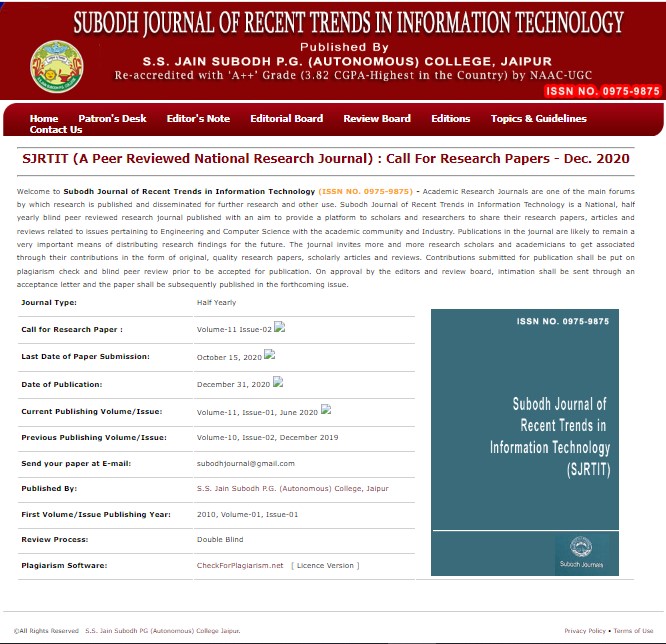 SUBODH JOURNAL OF RECENT TRENDS IN INFORMATION TECHNOLOGY
Published By
S.S. JAIN SUBODH P.G. (AUTONOMOUS) COLLEGE, JAIPUR
Re-accredited with 'A++' Grade (3.82 CGPA-Highest in the Country) by NAAC-UGC
ISSN NO. 0975-9875
Home Patron's Desk Editor's Note Editorial Board Review Board Editions Topics & Guidelines
Contact Us
SJRTIT (A Peer Reviewed National Research Journal) : Call For Research Papers - Dec. 2020
Welcome to Subodh Journal of Recent Trends in Information Technology (ISSN NO. 0975-9875) - Academic Research Journals are one of the main forums
by which research is published and disseminated for further research and other use. Subodh Journal of Recent Trends in Information Technology is a National, half
yearly blind peer reviewed research journal published with an aim to provide a platform to scholars and researchers to share their research papers, articles and
reviews related to issues pertaining to Engineering and Computer Science with the academic community and Industry. Publications in the journal are likely to remain a
very important means of distributing research findings for the future. The journal invites more and more research scholars and academicians to get associated
through their contributions in the form of original, quality research papers, scholarly articles and reviews. Contributions submitted for publication shall be put on
plagiarism check and blind peer review prior to be accepted for publication. On approval by the editors and review board, intimation shall be sent through an
acceptance letter and the paper shall be subsequently published in the forthcoming issue.
Journal Type: Half Yearly
Call for Research Paper : Volume-11 Issue-02
Last Date of Paper Submission: October 15, 2020
Date of Publication: December 31, 2020
Current Publishing Volume/Issue: Volume-11, Issue-01, June 2020
Previous Publishing Volume/Issue: Volume-10, Issue-02, December 2019
Send your paper at E-mail: subodhjournal@gmail.com
Published By: S.S. Jain Subodh P.G. (Autonomous) College, Jaipur
First Volume/Issue Publishing Year: 2010, Volume-01, Issue-01
Review Process: Double Blind
Plagiarism Software: CheckForPlagiarism.net [ Licence Version ]
ISSN NO. 0975-9875
Subodh Journal of
Recent Trends in
Information Technology
(SJRTIT)
Subodh Journals
©All Rights Reserved S.S. Jain Subodh PG (Autonomous) College Jaipur.
Privacy Policy • Terms of Use